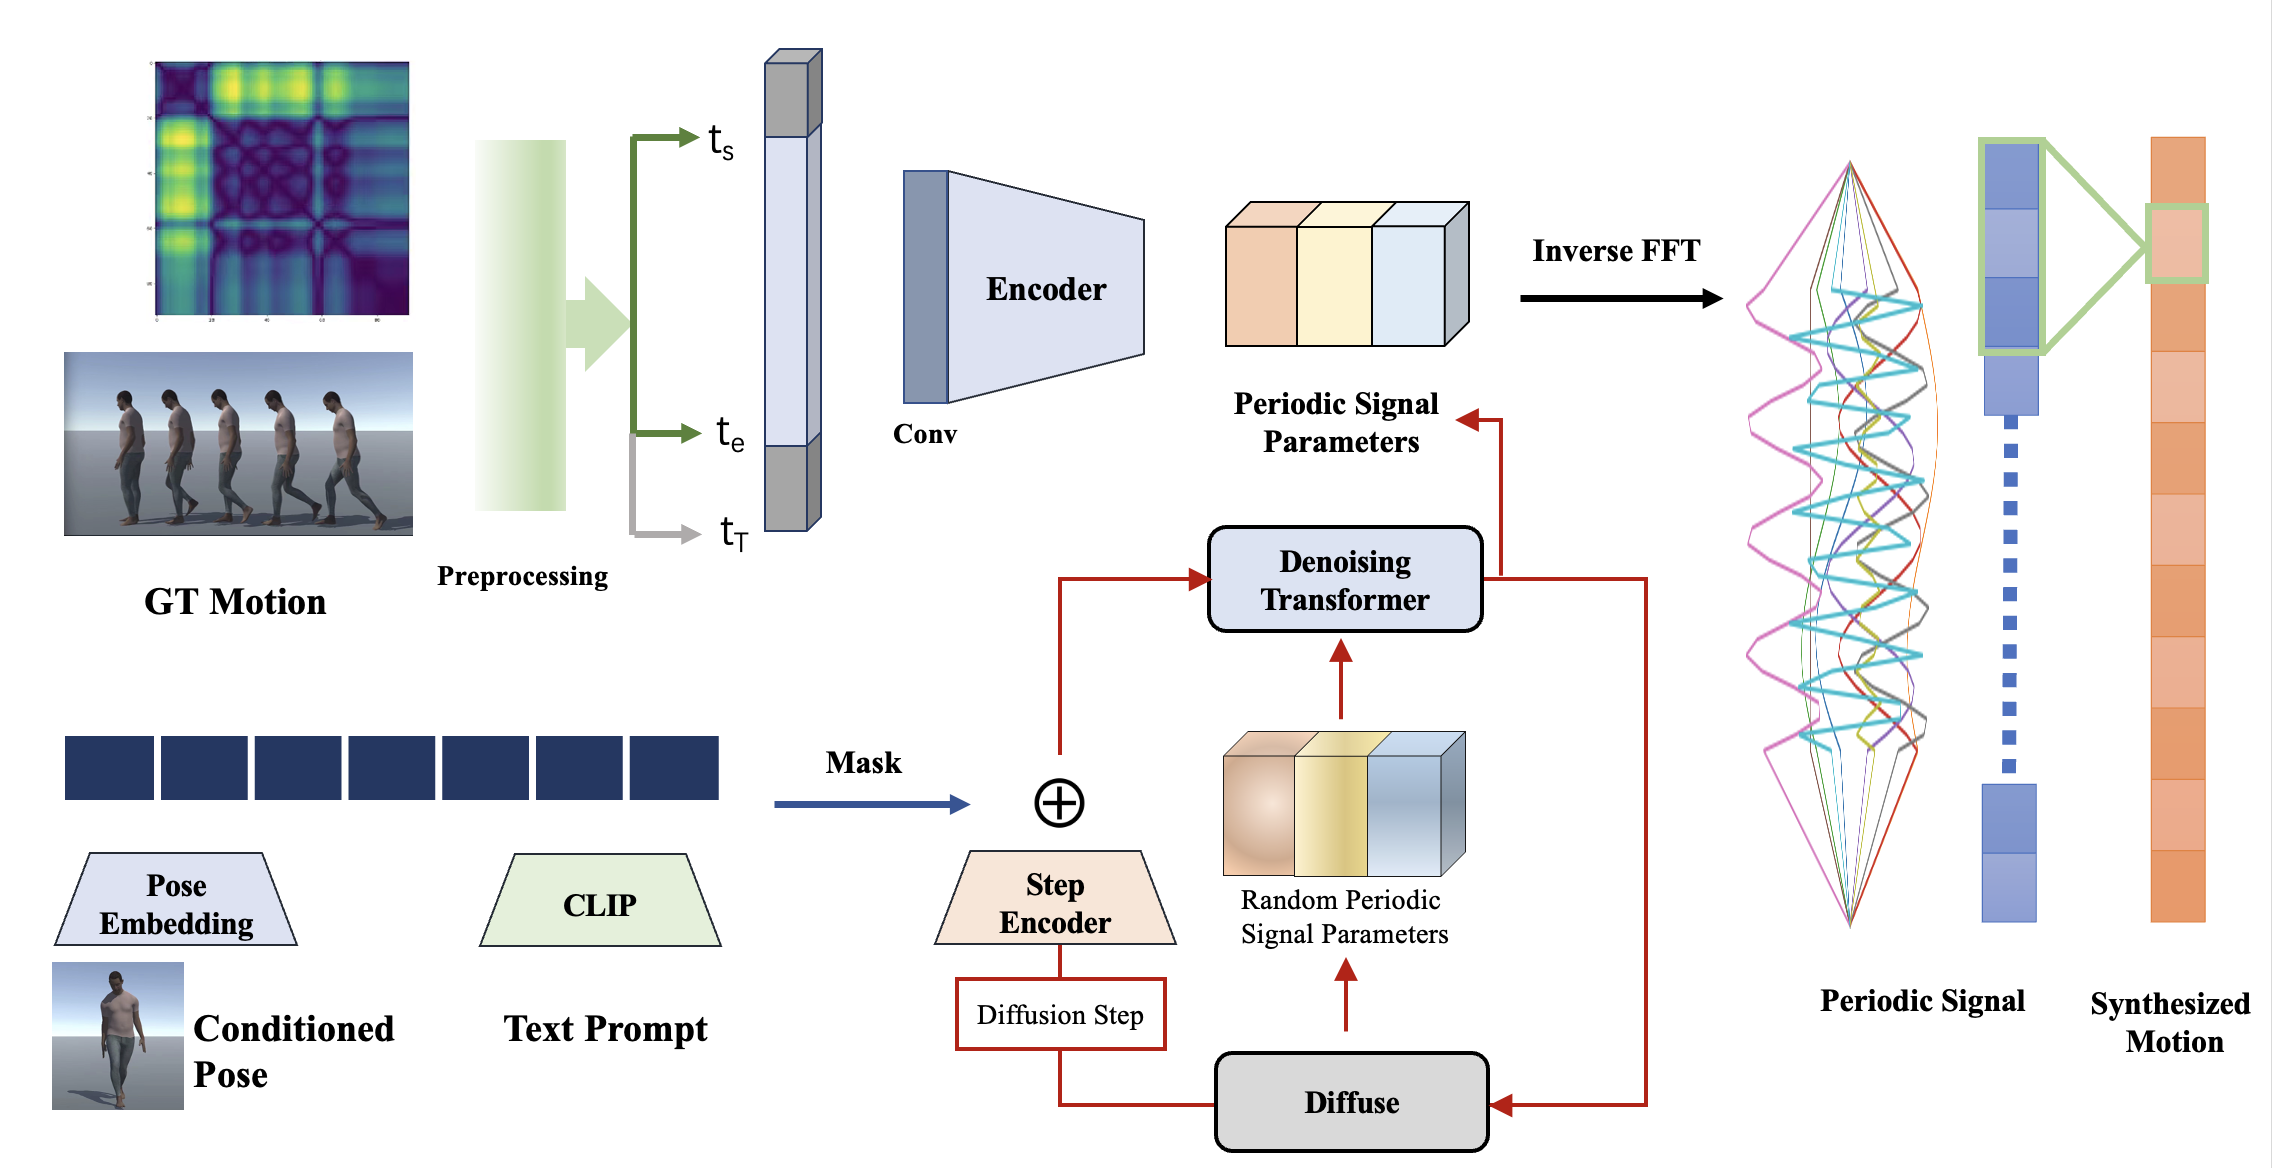 GT Motion
Preprocessing
t_s
t_e
t_T
Conv
Encoder
Periodic Signal
Parameters
Inverse FFT
Denoising
Transformer
Mask
Pose
Embedding
CLIP
Step
Encoder
Random Periodic
Signal Parameters
Conditioned
Pose
Text Prompt
Diffusion Step
Diffuse
Periodic Signal
Synthesized
Motion